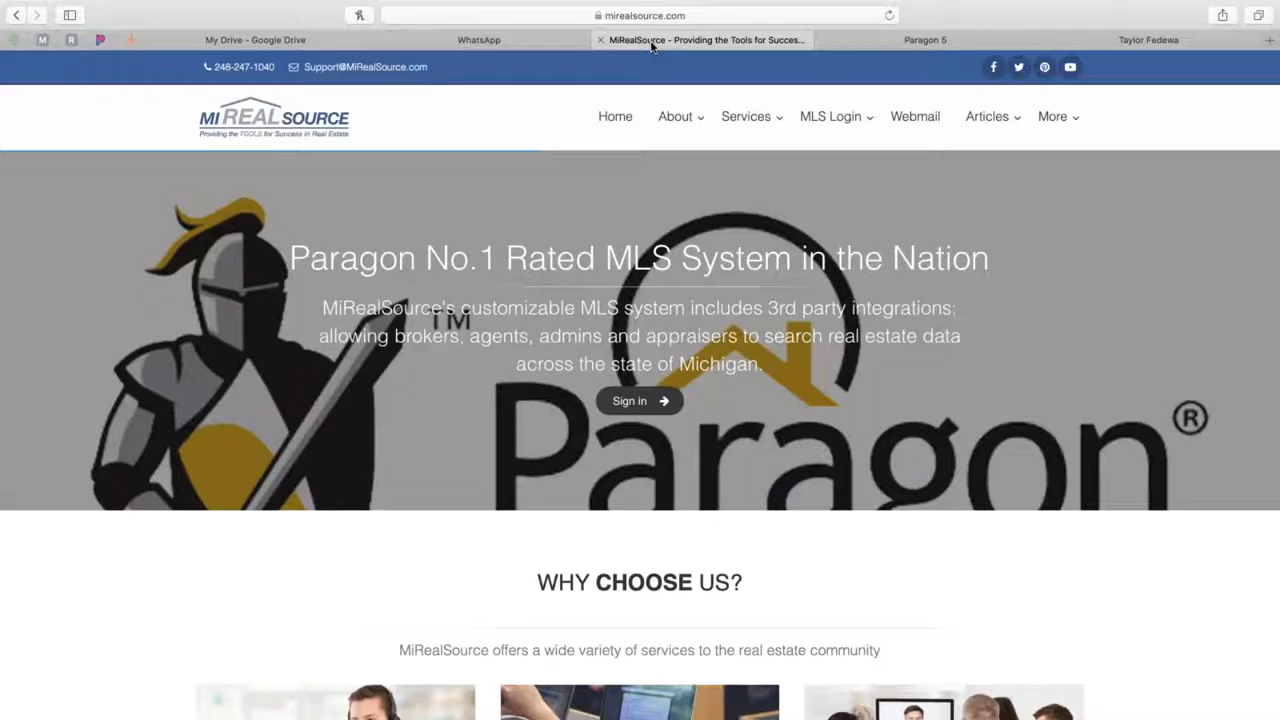 mirealsource.com
M
R
My Drive - Google Drive
WhatsApp
MiRealSource - Providing the Tools for Succes...
Paragon 5
Taylor Fedewa
248-247-1040
Support@MiRealSource.com
MI REAL SOURCE
Providing the TOOLS for Success in Real Estate
Home
About
Services
MLS Login
Webmail
Articles
More
Paragon No.1 Rated MLS System in the Nation
MiRealSource's customizable MLS system includes 3rd party integrations;
allowing brokers, agents, admins and appraisers to search real estate data
across the state of Michigan.
TM
Sign in
Paragon®
WHY CHOOSE US?
MiRealSource offers a wide variety of services to the real estate community